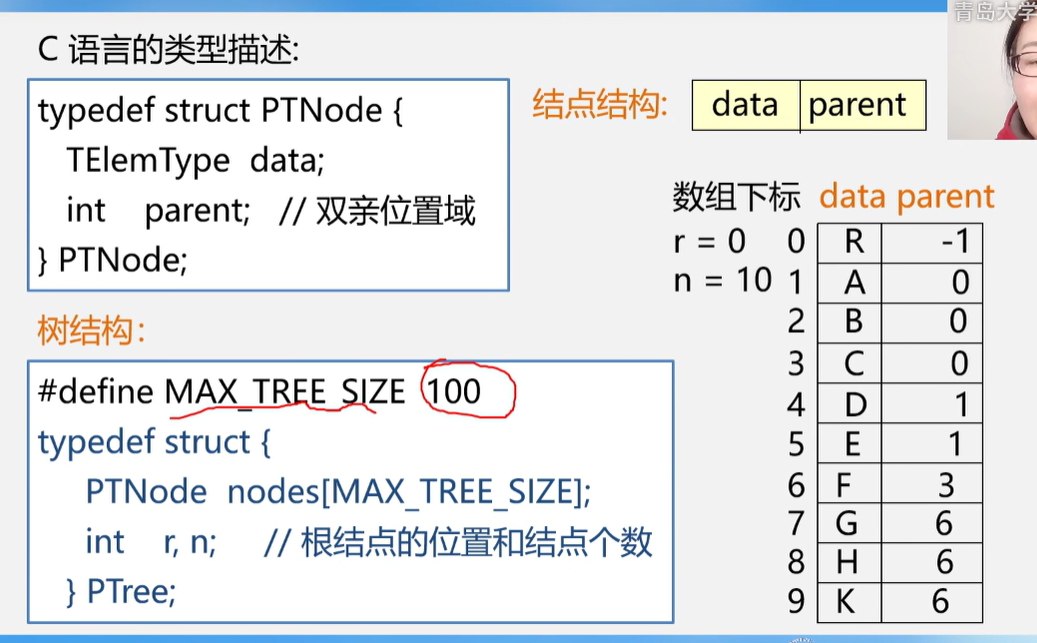 青岛大学
C 语言的类型描述:
typedef struct PTNode {
TElemType data;
int parent; // 双亲位置域
} PTNode;
结点结构: data parent
树结构:
#define MAX_TREE_SIZE 100
typedef struct {
PTNode nodes[MAX_TREE_SIZE];
int r, n; // 根结点的位置和结点个数
} PTree;
数组下标 data parent
r = 0 0 R -1
n = 10 1 A 0
2 B 0
3 C 0
4 D 1
5 E 1
6 F 3
7 G 6
8 H 6
9 K 6